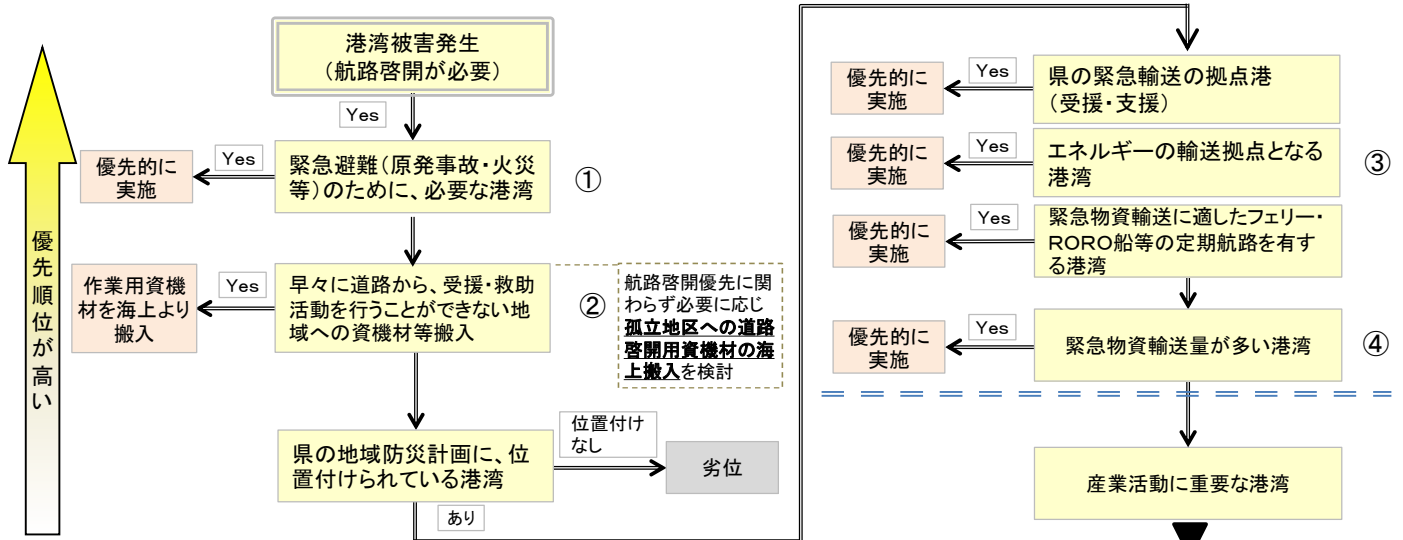 港湾被害発生
（航路啓開が必要）
Yes
優先的に
実施
Yes
緊急避難（原発事故・火災
等）のために、必要な港湾
①
作業用資機
材を海上より
搬入
Yes
早々に道路から、受援・救助
活動を行うことができない地
域への資機材等搬入
②
航路啓開優先に関
わらず必要に応じ
孤立地区への道路
啓開用資機材の海
上搬入を検討
県の地域防災計画に、位
置付けられている港湾
位置付け
なし
劣位
あり
優先順位が高い
優先的に
実施
Yes
県の緊急輸送の拠点港
（受援・支援）
優先的に
実施
Yes
エネルギーの輸送拠点となる
港湾
③
優先的に
実施
Yes
緊急物資輸送に適したフェリー・
RORO船等の定期航路を有す
る港湾
優先的に
実施
Yes
緊急物資輸送量が多い港湾
④
産業活動に重要な港湾